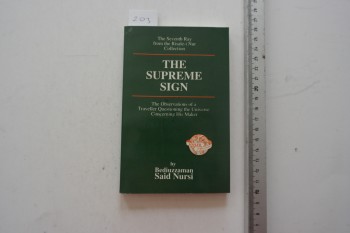 203
The Seventh Ray
from the Risale-i Nur
Collection
THE
SUPREME
SIGN
The Observations of a
Traveller Questioning the Universe
Concerning His Maker
by
Bediuzzaman
Said Nursi